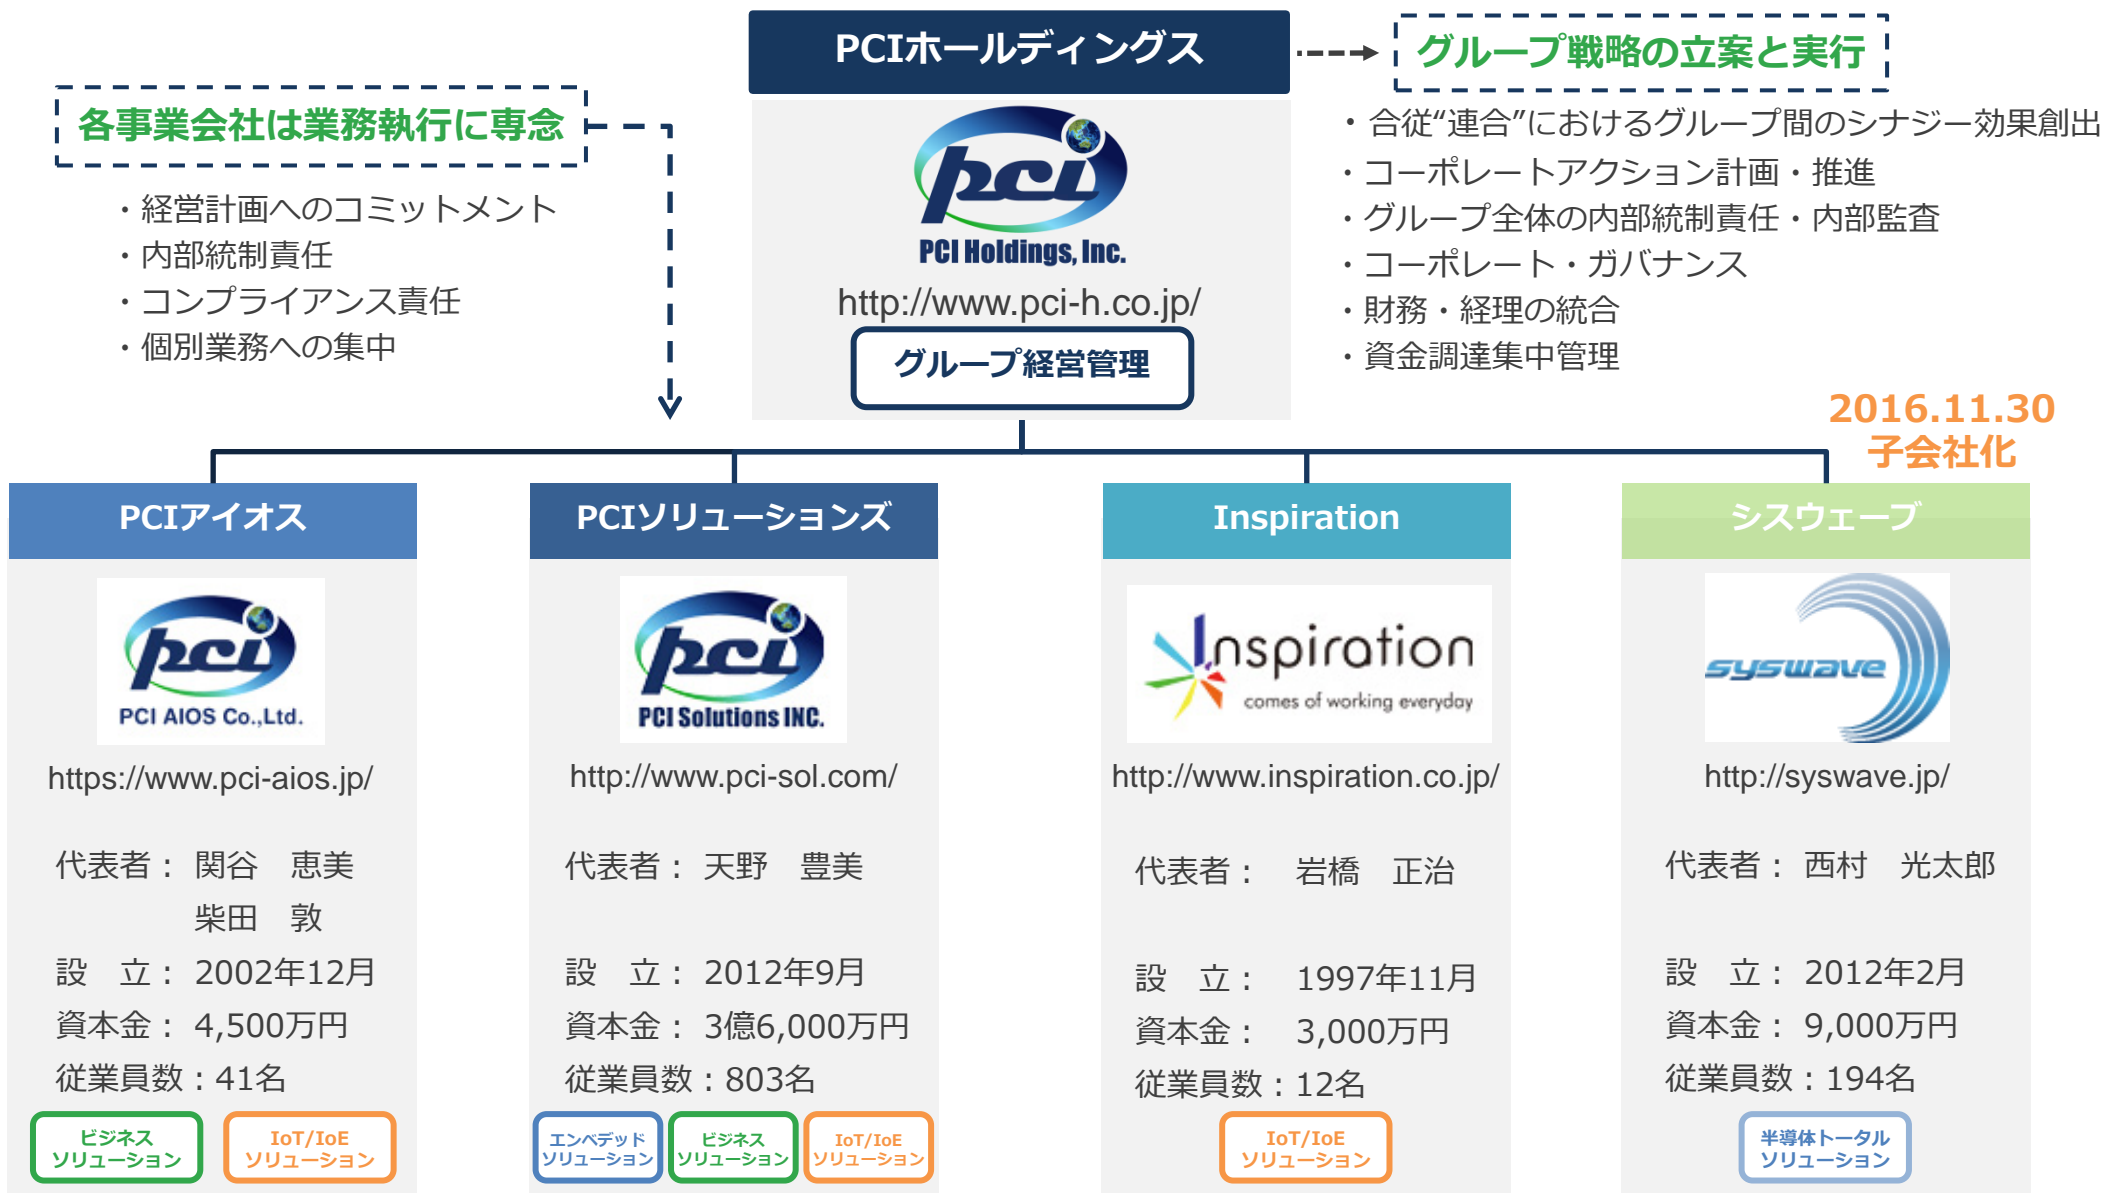 PCIホールディングス
グループ戦略の立案と実行
各事業会社は業務執行に専念
・経営計画へのコミットメント
・内部統制責任
・コンプライアンス責任
・個別業務への集中
pci
PCI Holdings, Inc.
http://www.pci-h.co.jp/
グループ経営管理
・合従“連合”におけるグループ間のシナジー効果創出
・コーポレートアクション計画・推進
・グループ全体の内部統制責任・内部監査
・コーポレート・ガバナンス
・財務・経理の統合
・資金調達集中管理
2016.11.30
子会社化
PCIアイオス
pci
PCI AIOS Co.,Ltd.
https://www.pci-aios.jp/
代表者： 関谷　恵美
柴田　敦
設　立： 2002年12月
資本金： 4,500万円
従業員数：41名
ビジネス
ソリューション
IoT/IoE
ソリューション
PCIソリューションズ
pci
PCI Solutions INC.
http://www.pci-sol.com/
代表者： 天野　豊美
設　立： 2012年9月
資本金： 3億6,000万円
従業員数：803名
エンベデッド
ソリューション
ビジネス
ソリューション
IoT/IoE
ソリューション
Inspiration
Inspiration
comes of working everyday
http://www.inspiration.co.jp/
代表者：　岩橋　正治
設　立：　1997年11月
資本金：　3,000万円
従業員数：12名
IoT/IoE
ソリューション
シスウェーブ
syswave
http://syswave.jp/
代表者： 西村　光太郎
設　立： 2012年2月
資本金： 9,000万円
従業員数：194名
半導体トータル
ソリューション